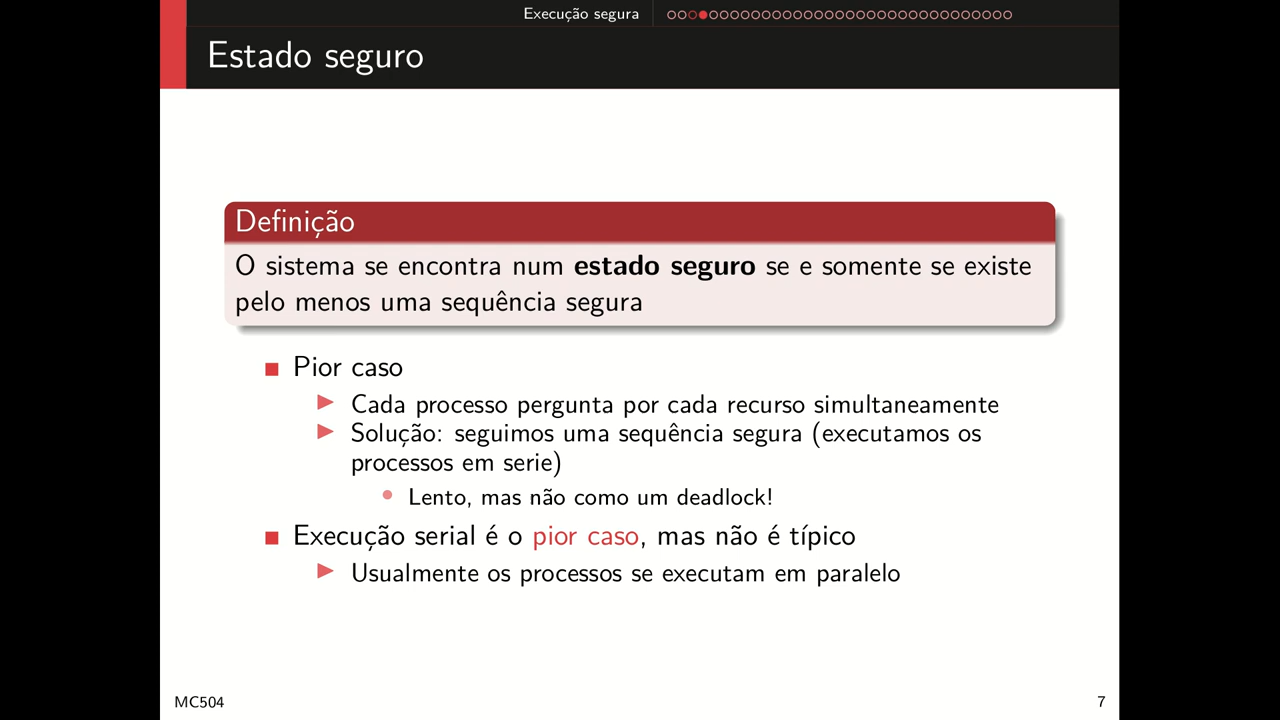 Execução segura
Estado seguro
Definição
O sistema se encontra num estado seguro se e somente se existe
pelo menos uma sequência segura
Pior caso
Cada processo pergunta por cada recurso simultaneamente
Solução: seguimos uma sequência segura (executamos os
processos em serie)
Lento, mas não como um deadlock!
Execução serial é o pior caso, mas não é típico
Usualmente os processos se executam em paralelo
MC504
7